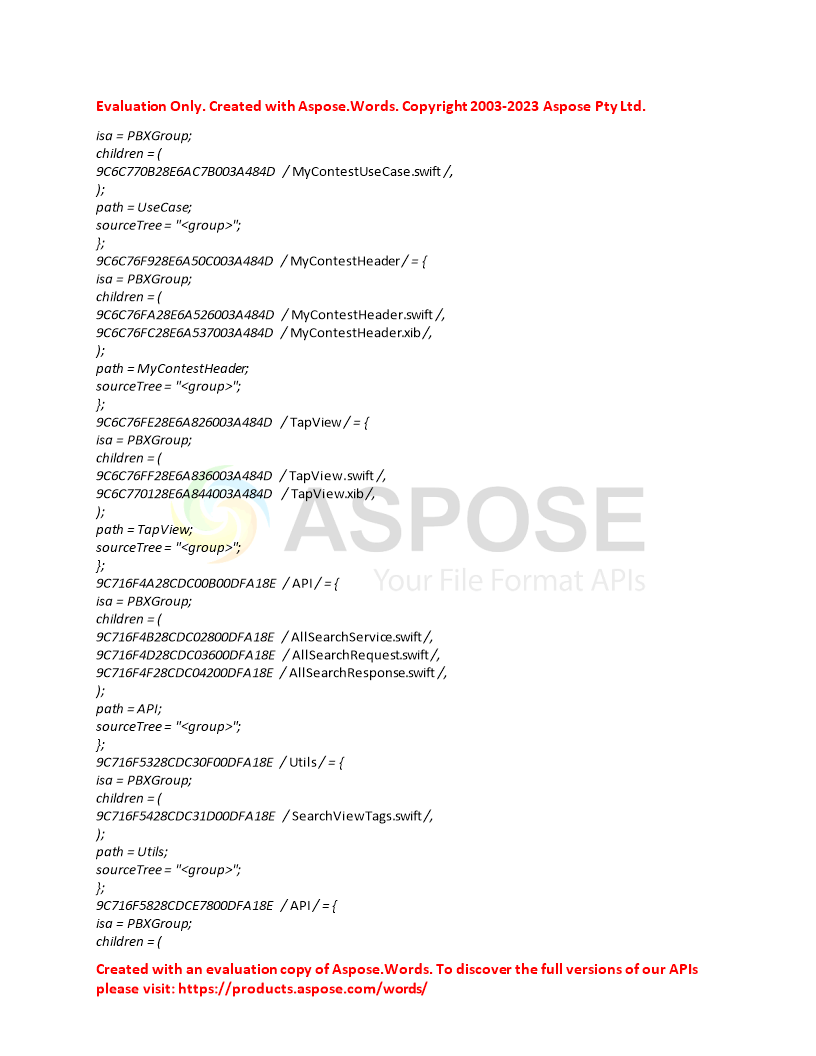 Evaluation Only. Created with Aspose.Words. Copyright 2003-2023 Aspose Pty Ltd.
isa = PBXGroup;
children = (
9C6C770B28E6AC7B003A484D / MyContestUseCase.swift /,
);
path = UseCase;
sourceTree = "<group>";
};
9C6C76F928E6A50C003A484D / MyContestHeader / = {
isa = PBXGroup;
children = (
9C6C76FA28E6A526003A484D / MyContestHeader.swift /,
9C6C76FC28E6A537003A484D / MyContestHeader.xib /,
);
path = MyContestHeader;
sourceTree = "<group>";
};
9C6C76FE28E6A826003A484D / TapView / = {
isa = PBXGroup;
children = (
9C6C76FF28E6A836003A484D / TapView.swift /,
9C6C770128E6A844003A484D / TapView.xib /,
);
path = TapView;
sourceTree = "<group>";
};
ASPOSE
Your File Format APIs
9C716F4A28CDC00B00DFA18E / API / = {
isa = PBXGroup;
children = (
9C716F4B28CDC02800DFA18E / AllSearchService.swift /,
9C716F4D28CDC03600DFA18E / AllSearchRequest.swift /,
9C716F4F28CDC04200DFA18E / AllSearchResponse.swift /,
);
path = API;
sourceTree = "<group>";
};
9C716F5328CDC30F00DFA18E / Utils / = {
isa = PBXGroup;
children = (
9C716F5428CDC31D00DFA18E / SearchViewTags.swift /,
);
path = Utils;
sourceTree = "<group>";
};
9C716F5828CDCE7800DFA18E / API / = {
isa = PBXGroup;
children = (
Created with an evaluation copy of Aspose.Words. To discover the full versions of our APIs
please visit: https://products.aspose.com/words/